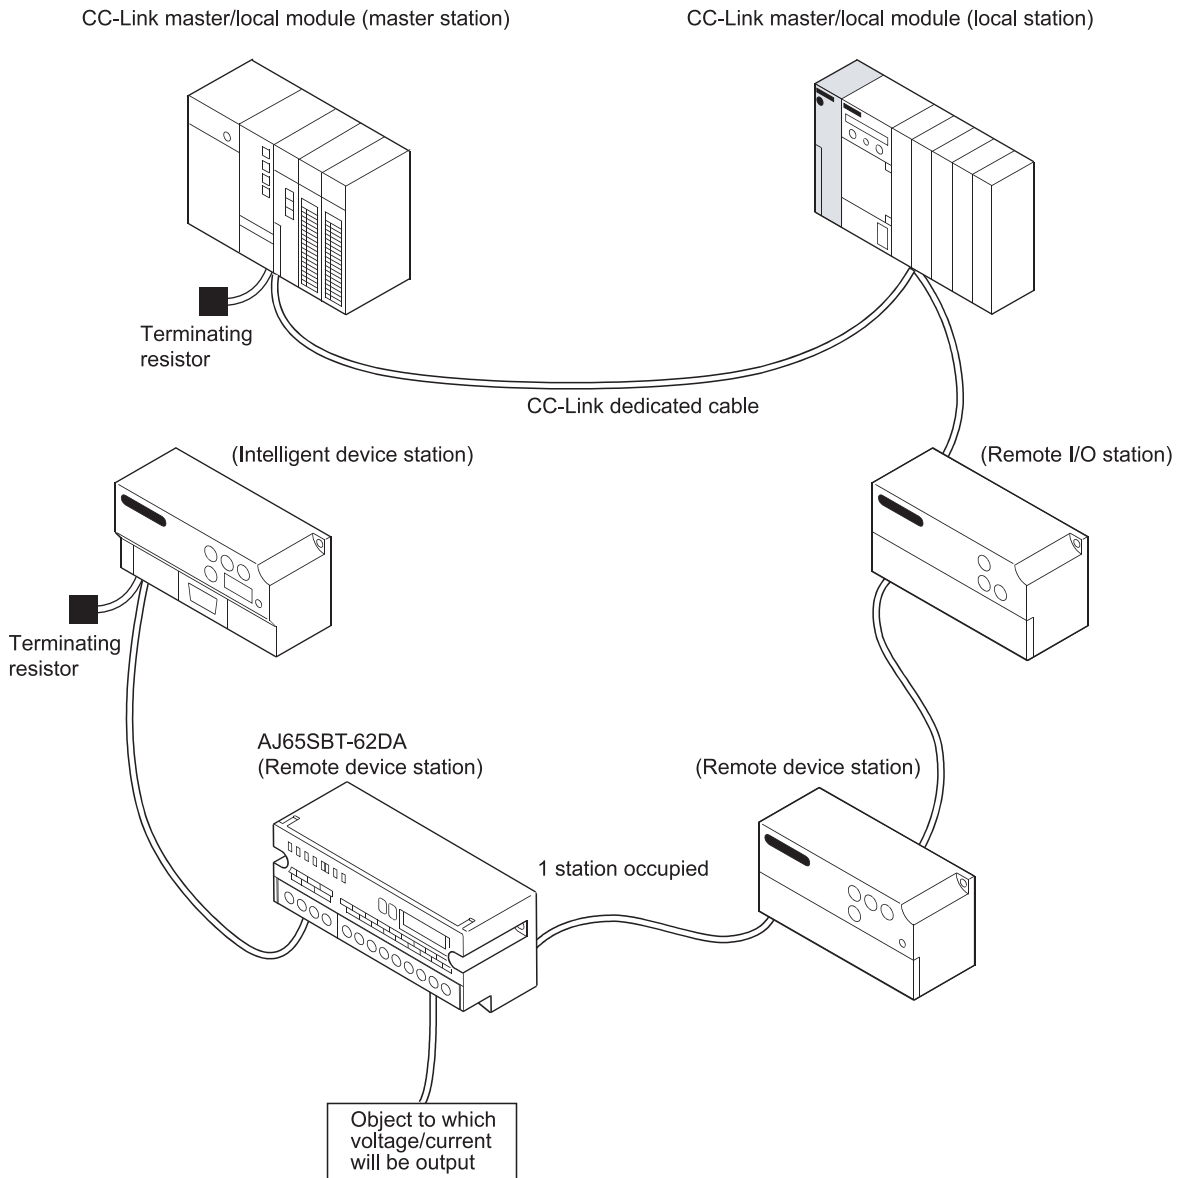 CC-Link master/local module (master station)
CC-Link master/local module (local station)
Terminating
resistor
CC-Link dedicated cable
(Intelligent device station)
(Remote I/O station)
Terminating
resistor
AJ65SBT-62DA
(Remote device station)
(Remote device station)
1 station occupied
Object to which
voltage/current
will be output